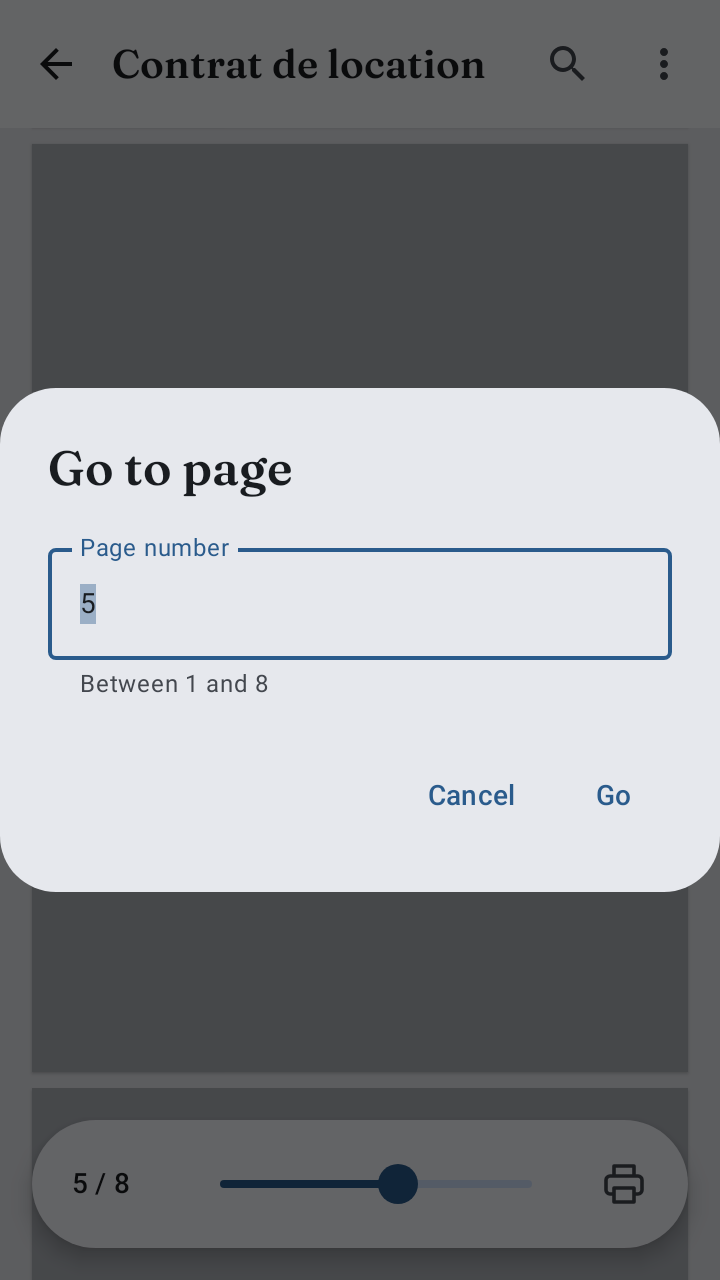 Contrat de location
Go to page
Page number
5
Between 1 and 8
Cancel
Go
5 / 8